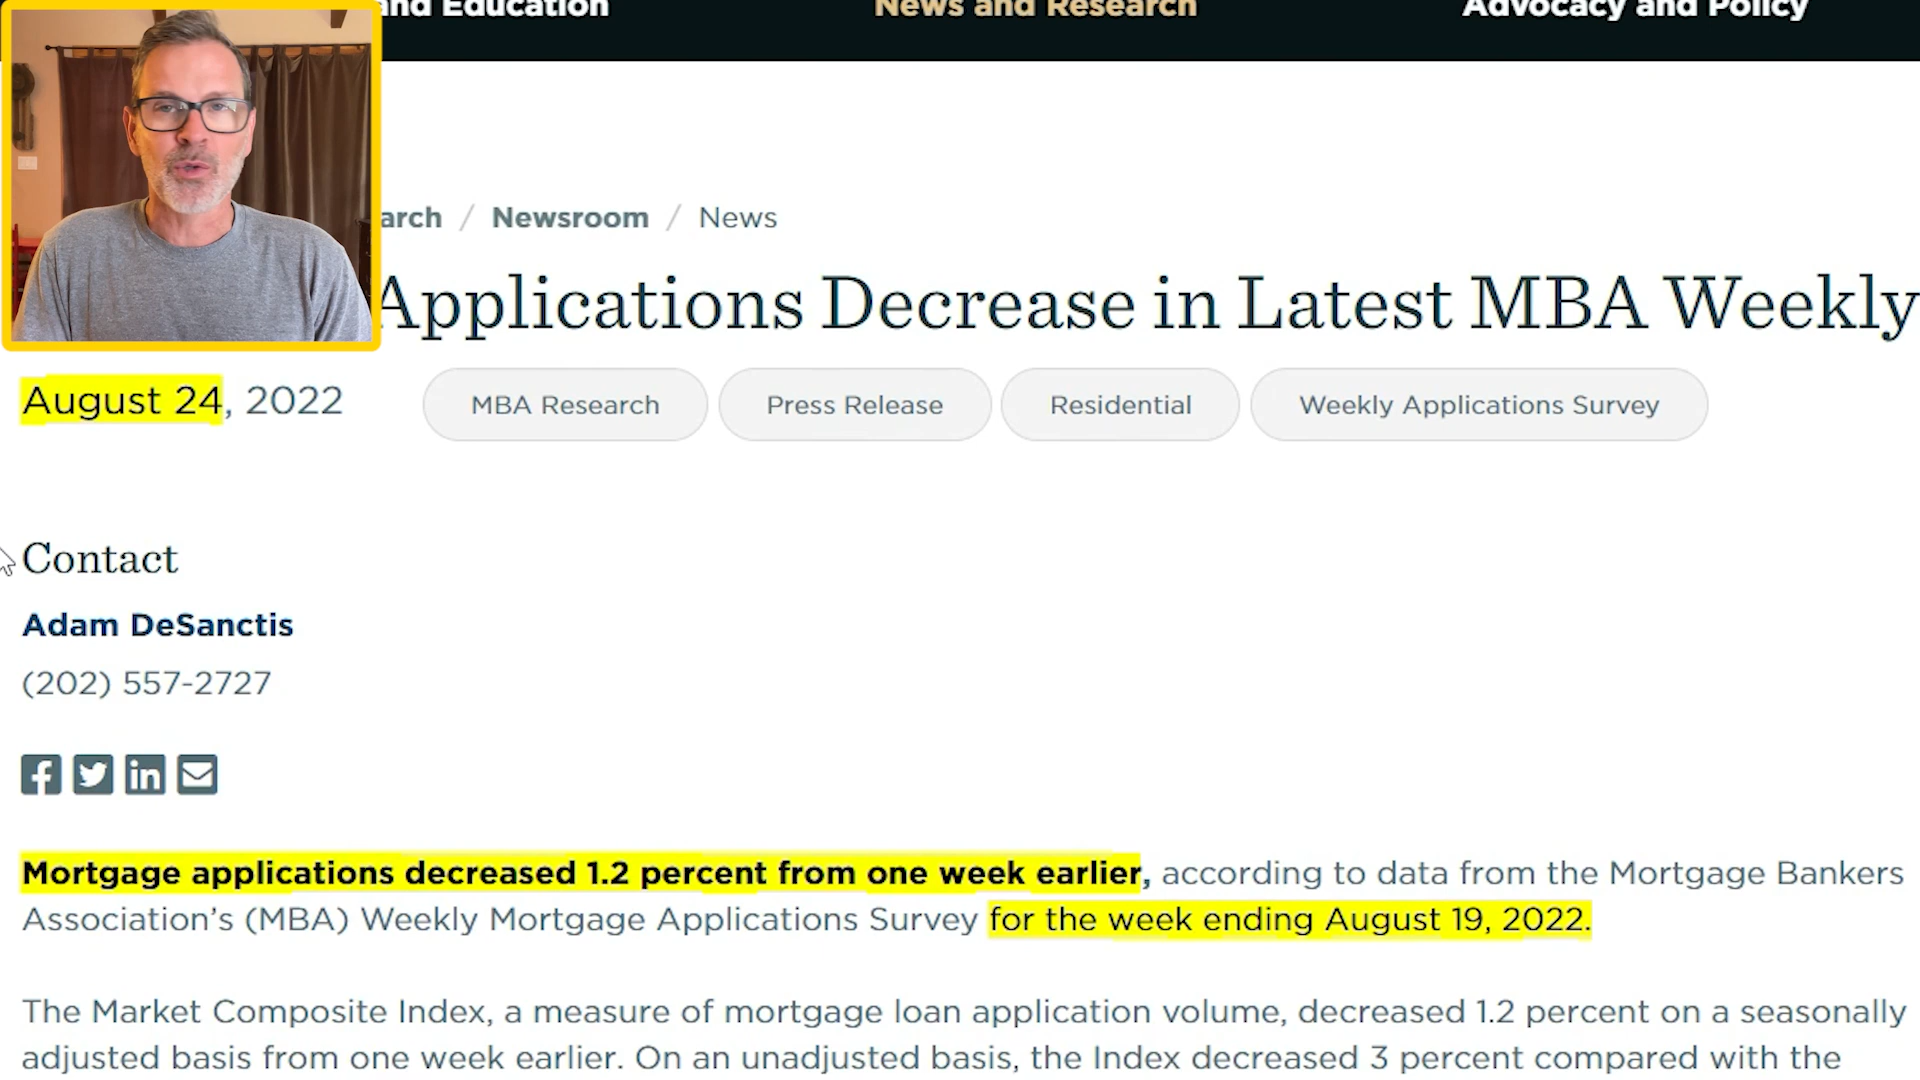 and Education News and Research Advocacy and Policy
arch / Newsroom / News
Applications Decrease in Latest MBA Weekly
August 24, 2022 MBA Research Press Release Residential Weekly Applications Survey
Contact
Adam DeSanctis
(202) 557-2727
Mortgage applications decreased 1.2 percent from one week earlier, according to data from the Mortgage Bankers
Association’s (MBA) Weekly Mortgage Applications Survey for the week ending August 19, 2022.
The Market Composite Index, a measure of mortgage loan application volume, decreased 1.2 percent on a seasonally
adjusted basis from one week earlier. On an unadjusted basis, the Index decreased 3 percent compared with the